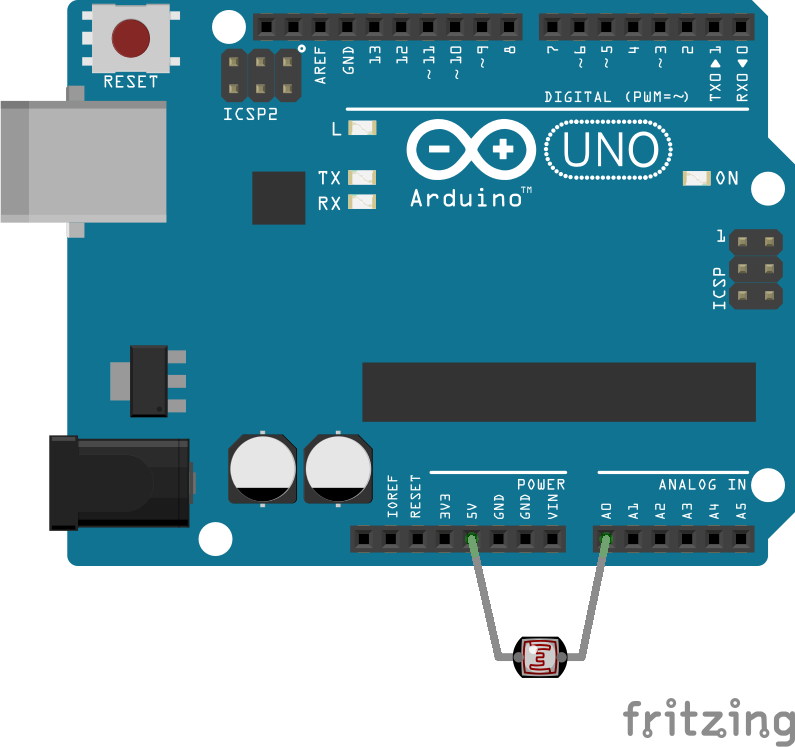 RESET
ICSP2
AREF
GND
13
12
~11
~10
~9
8
7
~6
~5
4
~3
2
TX0▶1
RX0◀0
DIGITAL (PWM=~)
L
TX
RX
Arduino™
UNO
ON
1
ICSP
IOREF
RESET
3V3
5V
GND
GND
VIN
POWER
A0
A1
A2
A3
A4
A5
ANALOG IN
fritzing